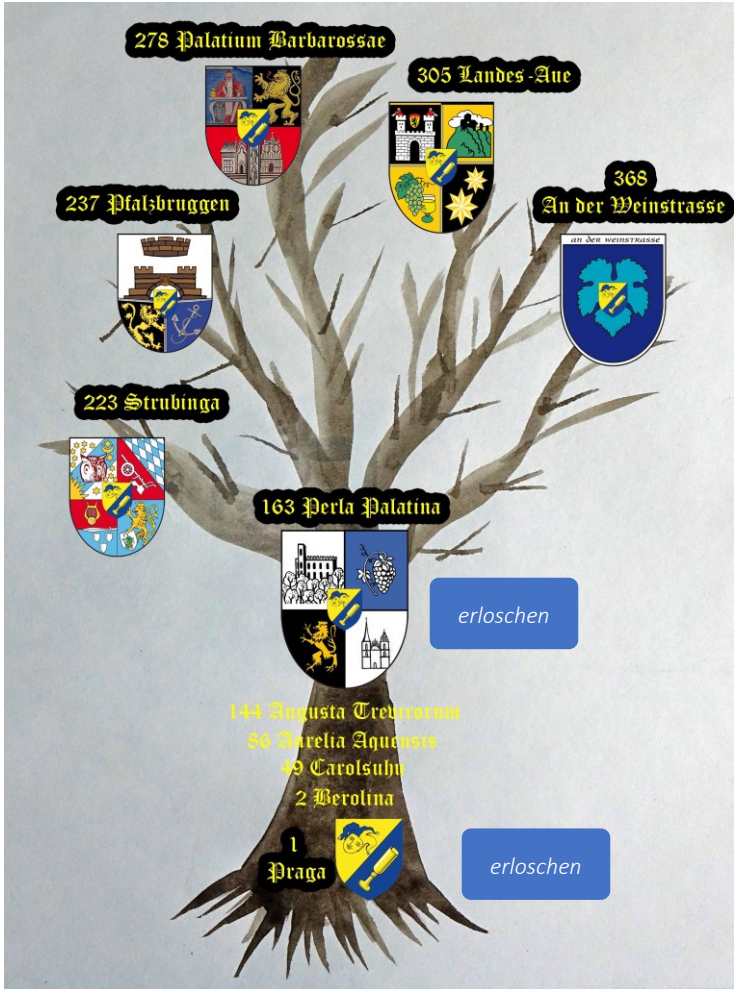 278 Palatium Barbarossae
305 Landes-Aue
368
An der Weinstrasse
237 Pfalzbruggen
an der weinstrasse
223 Strubinga
163 Perla Palatina
erloschen
144 Augusta Trevirorum
86 Aurelia Aquensis
49 Carolsuhu
2 Berolina
1
Praga
erloschen